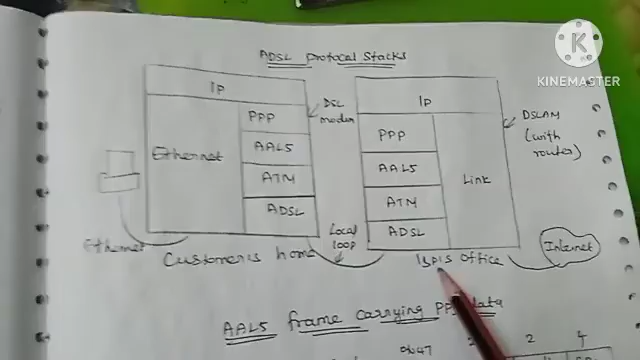 ADSL Protocal Stacks
K
KINEMASTER
IP
PPP
Ethernet
AAL5
ATM
ADSL
DSL
modem
IP
PPP
AAL5
ATM
ADSL
Link
DSLAM
(with
router)
Ethernet
Customer's home
Local
loop
ISP's office
Internet
AAL5 frame carrying PPP data
2
4